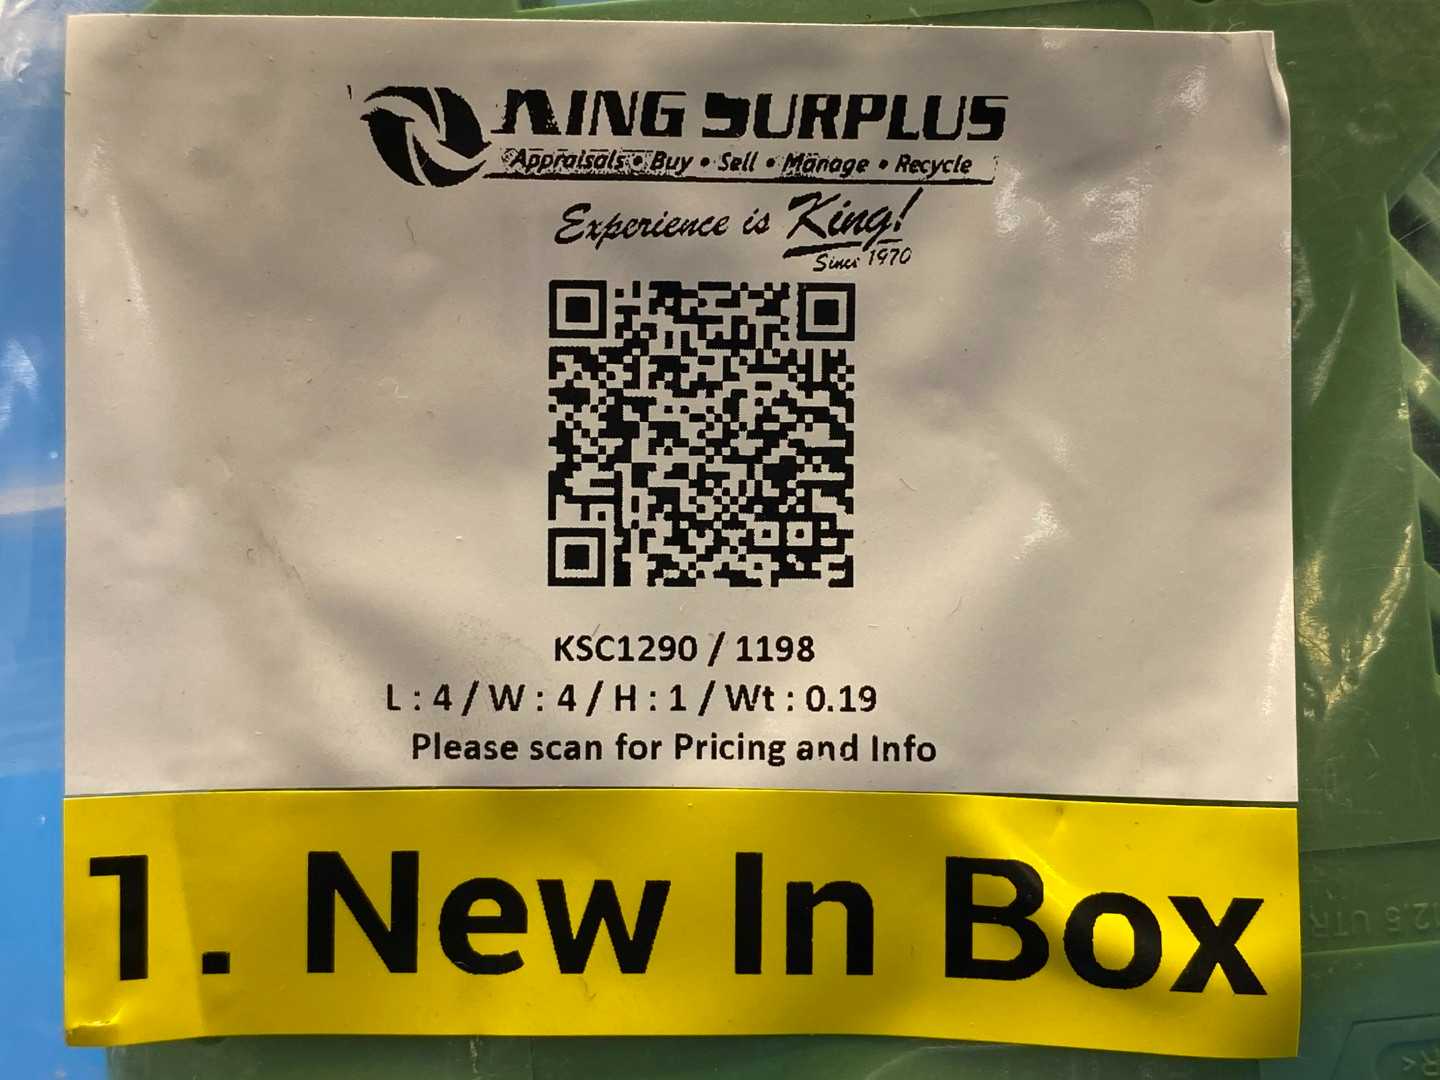 KING SURPLUS
Appraisals • Buy • Sell • Manage • Recycle
Experience is King!
Since 1970
KSC1290 / 1198
L : 4 / W : 4 / H : 1 / Wt : 0.19
Please scan for Pricing and Info
1. New In Box